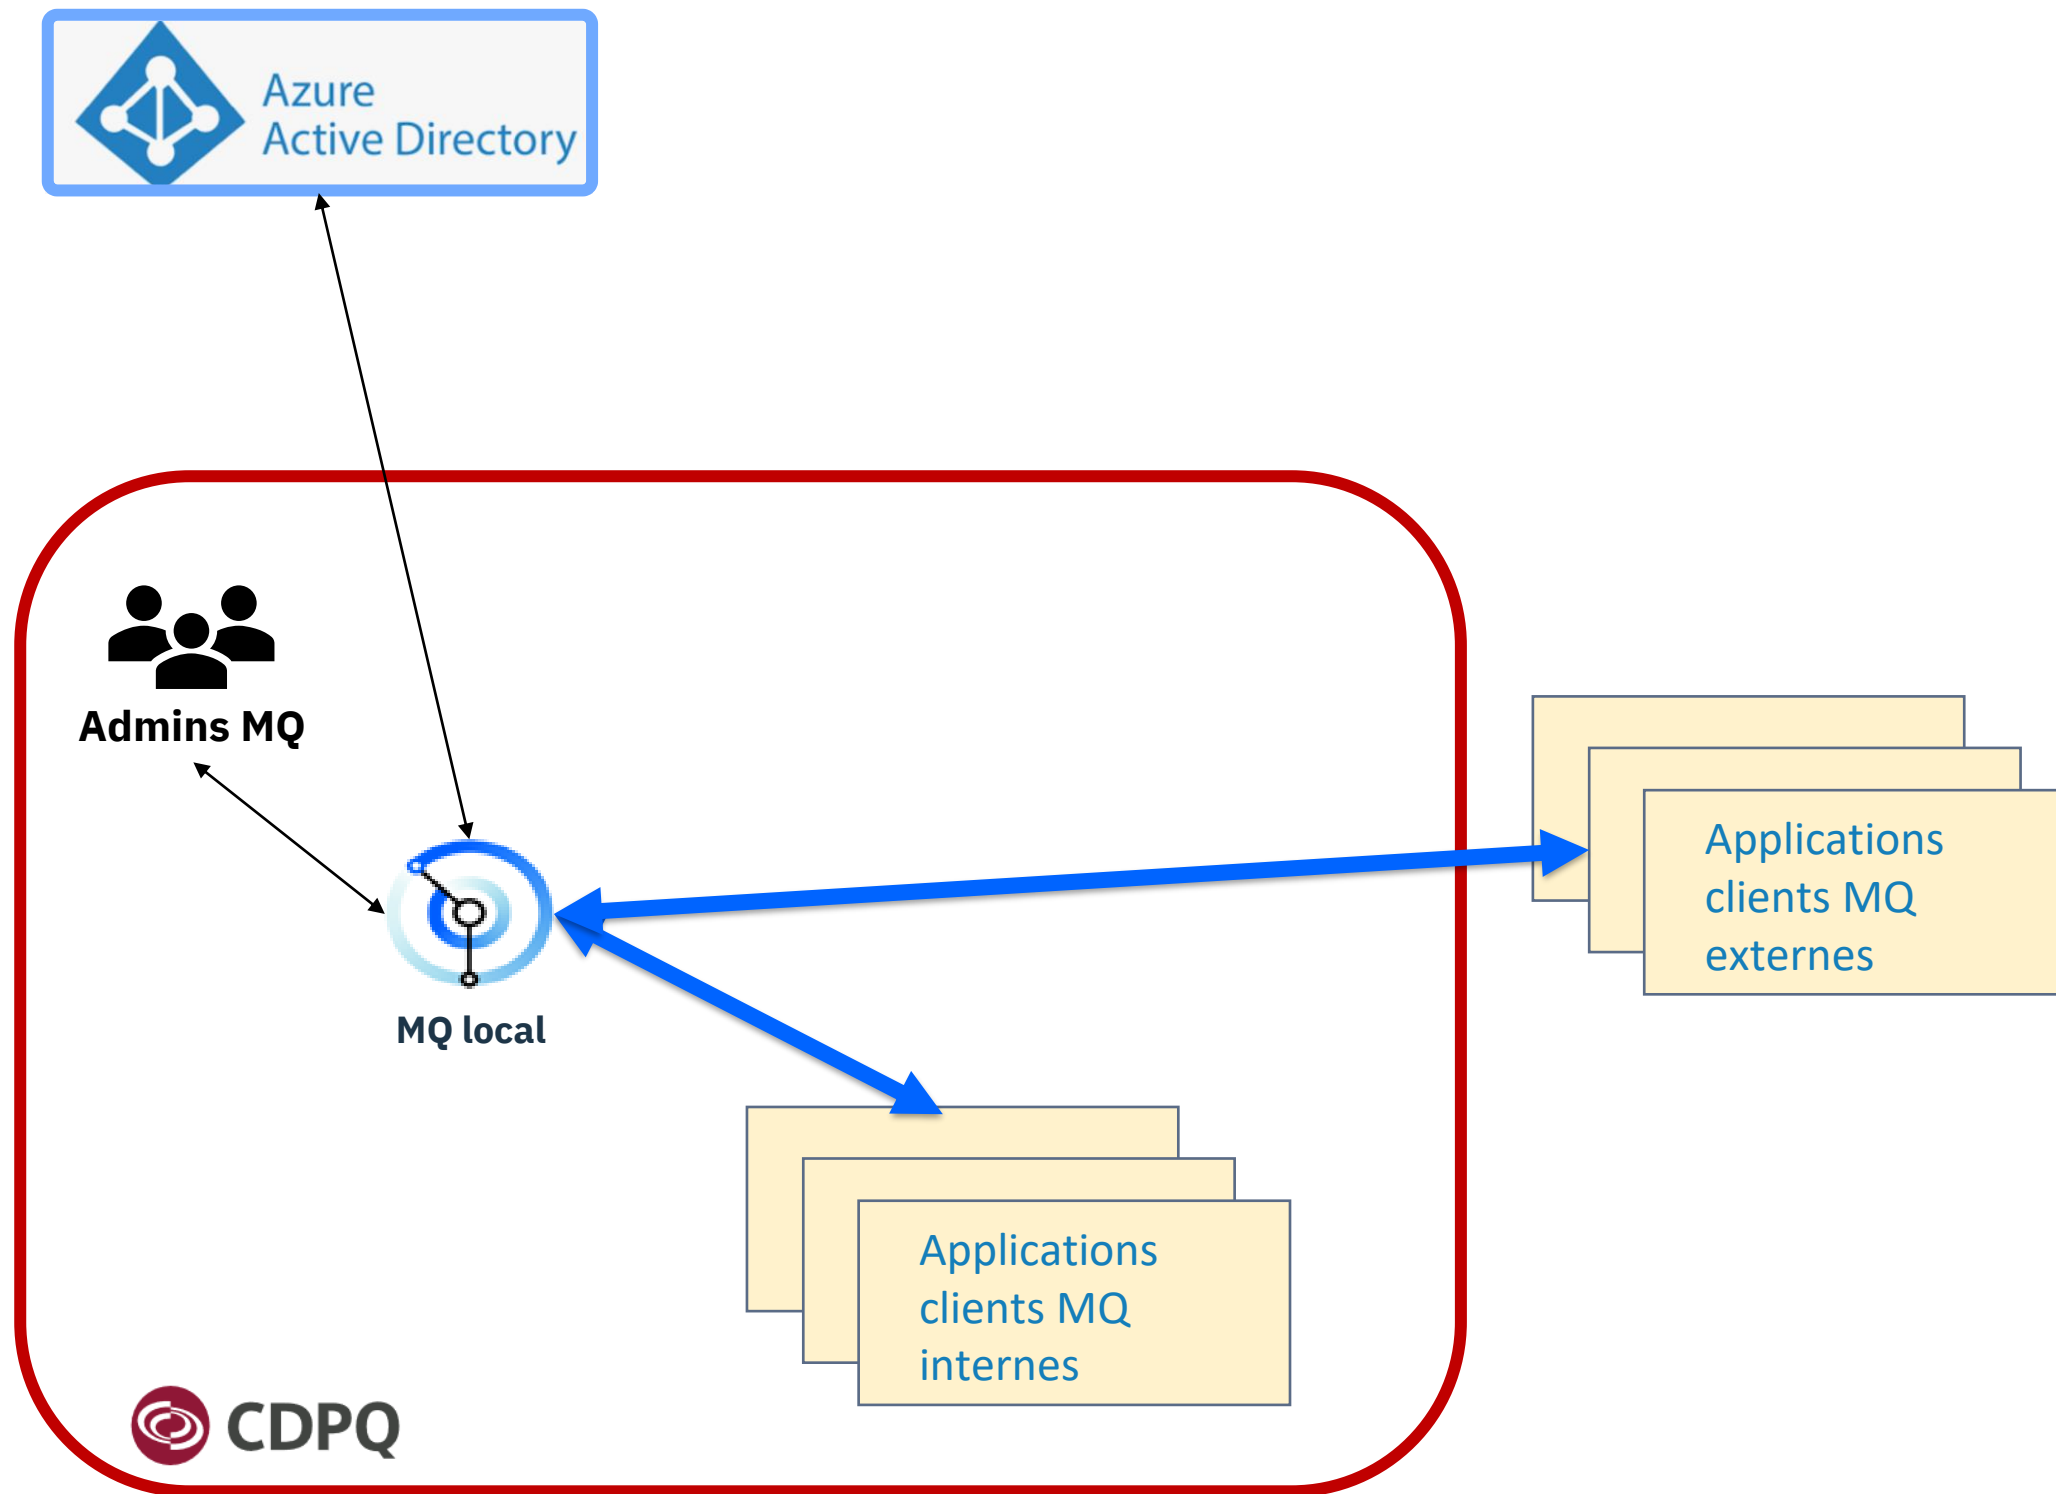 Azure
Active Directory
Admins MQ
MQ local
Applications
clients MQ
externes
Applications
clients MQ
internes
CDPQ